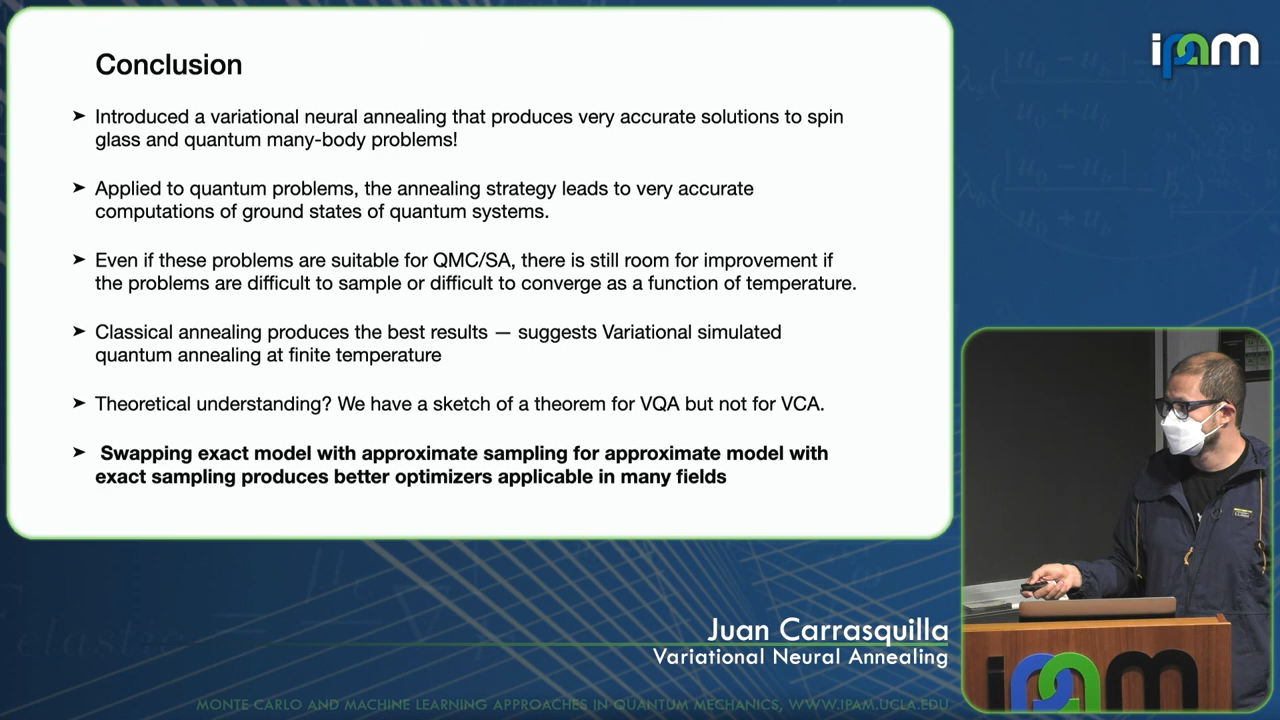 Conclusion
➤ Introduced a variational neural annealing that produces very accurate solutions to spin
glass and quantum many-body problems!
➤ Applied to quantum problems, the annealing strategy leads to very accurate
computations of ground states of quantum systems.
➤ Even if these problems are suitable for QMC/SA, there is still room for improvement if
the problems are difficult to sample or difficult to converge as a function of temperature.
➤ Classical annealing produces the best results — suggests Variational simulated
quantum annealing at finite temperature
➤ Theoretical understanding? We have a sketch of a theorem for VQA but not for VCA.
➤ Swapping exact model with approximate sampling for approximate model with
exact sampling produces better optimizers applicable in many fields
ipam
ipam
elastic
Juan Carrasquilla
Variational Neural Annealing
MONTE CARLO AND MACHINE LEARNING APPROACHES IN QUANTUM MECHANICS, WWW.IPAM.UCLA.EDU